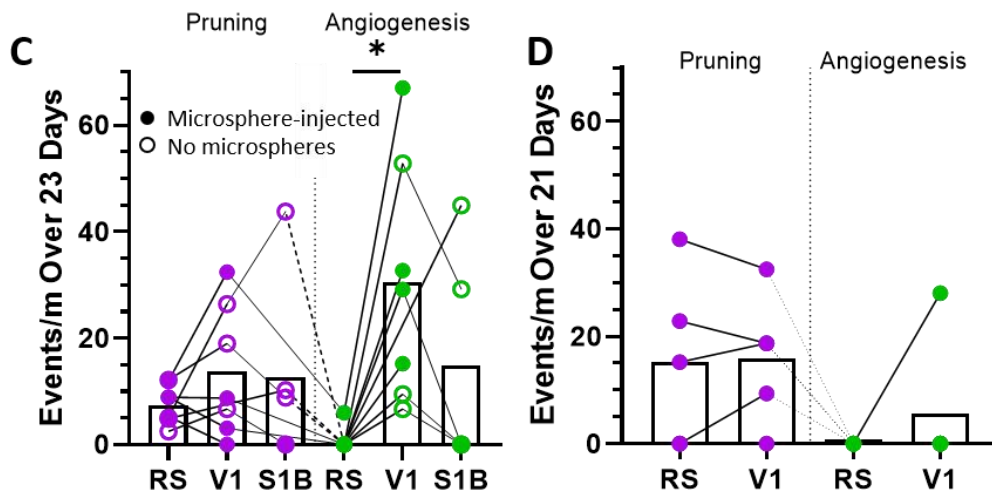 C
Pruning
Angiogenesis
*
Microsphere-injected
No microspheres
Events/m Over 23 Days
60
40
20
0
RS V1 S1B RS V1 S1B
D
Pruning
Angiogenesis
Events/m Over 21 Days
60
40
20
0
RS V1 RS V1